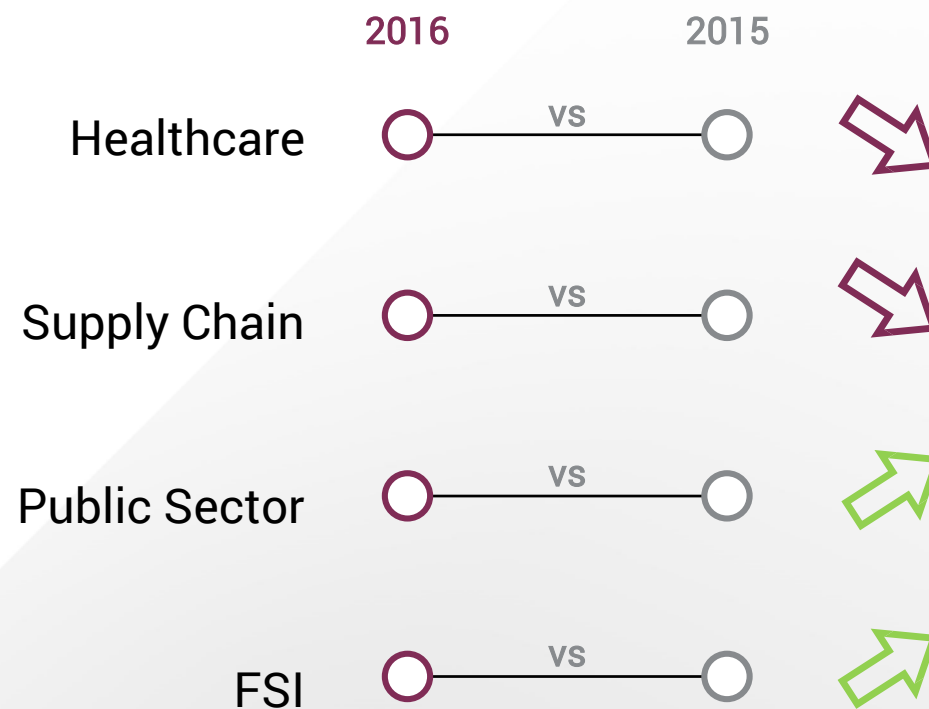 2016 2015
Healthcare vs
Supply Chain vs
Public Sector vs
FSI vs